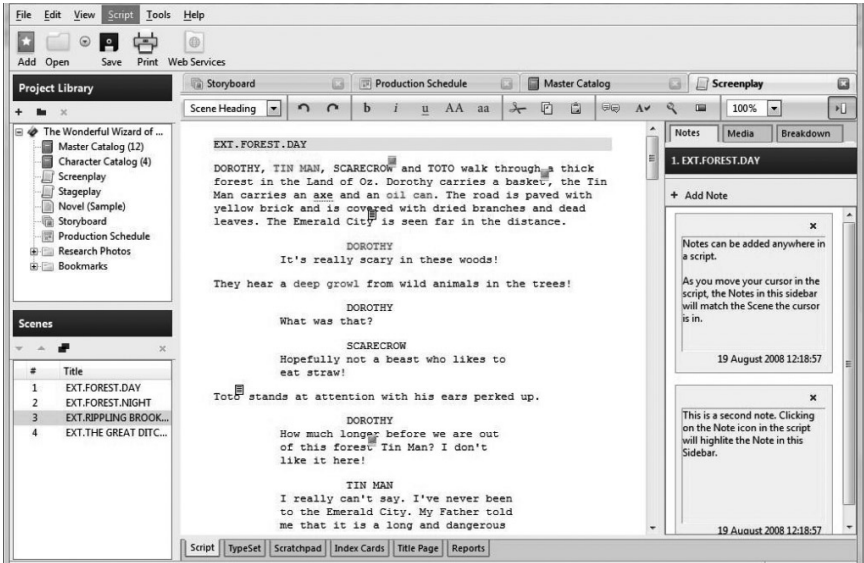 File Edit View Script Tools Help
Add Open Save Print Web Services
Project Library
The Wonderful Wizard of ...
Master Catalog (12)
Character Catalog (4)
Screenplay
Stageplay
Novel (Sample)
Storyboard
Production Schedule
Research Photos
Bookmarks
Scenes
# Title
1 EXT.FOREST.DAY
2 EXT.FOREST.NIGHT
3 EXT.RIPPLING BROOK...
4 EXT.THE GREAT DITC...
Storyboard Production Schedule Master Catalog Screenplay
Scene Heading b i u AA aa A 100%
EXT.FOREST.DAY
DOROTHY, TIN MAN, SCARECROW and TOTO walk through a thick
forest in the Land of Oz. Dorothy carries a basket, the Tin
Man carries an axe and an oil can. The road is paved with
yellow brick and is covered with dried branches and dead
leaves. The Emerald City is seen far in the distance.
DOROTHY
It's really scary in these woods!
They hear a deep growl from wild animals in the trees!
DOROTHY
What was that?
SCARECROW
Hopefully not a beast who likes to
eat straw!
Toto stands at attention with his ears perked up.
DOROTHY
How much longer before we are out
of this forest Tin Man? I don't
like it here!
TIN MAN
I really can't say. I've never been
to the Emerald City. My Father told
me that it is a long and dangerous
Script TypeSet Scratchpad Index Cards Title Page Reports
Notes Media Breakdown
1. EXT.FOREST.DAY
+ Add Note
Notes can be added anywhere in
a script.
As you move your cursor in the
script, the Notes in this sidebar
will match the Scene the cursor
is in.
19 August 2008 12:18:57
This is a second note. Clicking
on the Note icon in the script
will highlite the Note in this
Sidebar.
19 August 2008 12:18:57